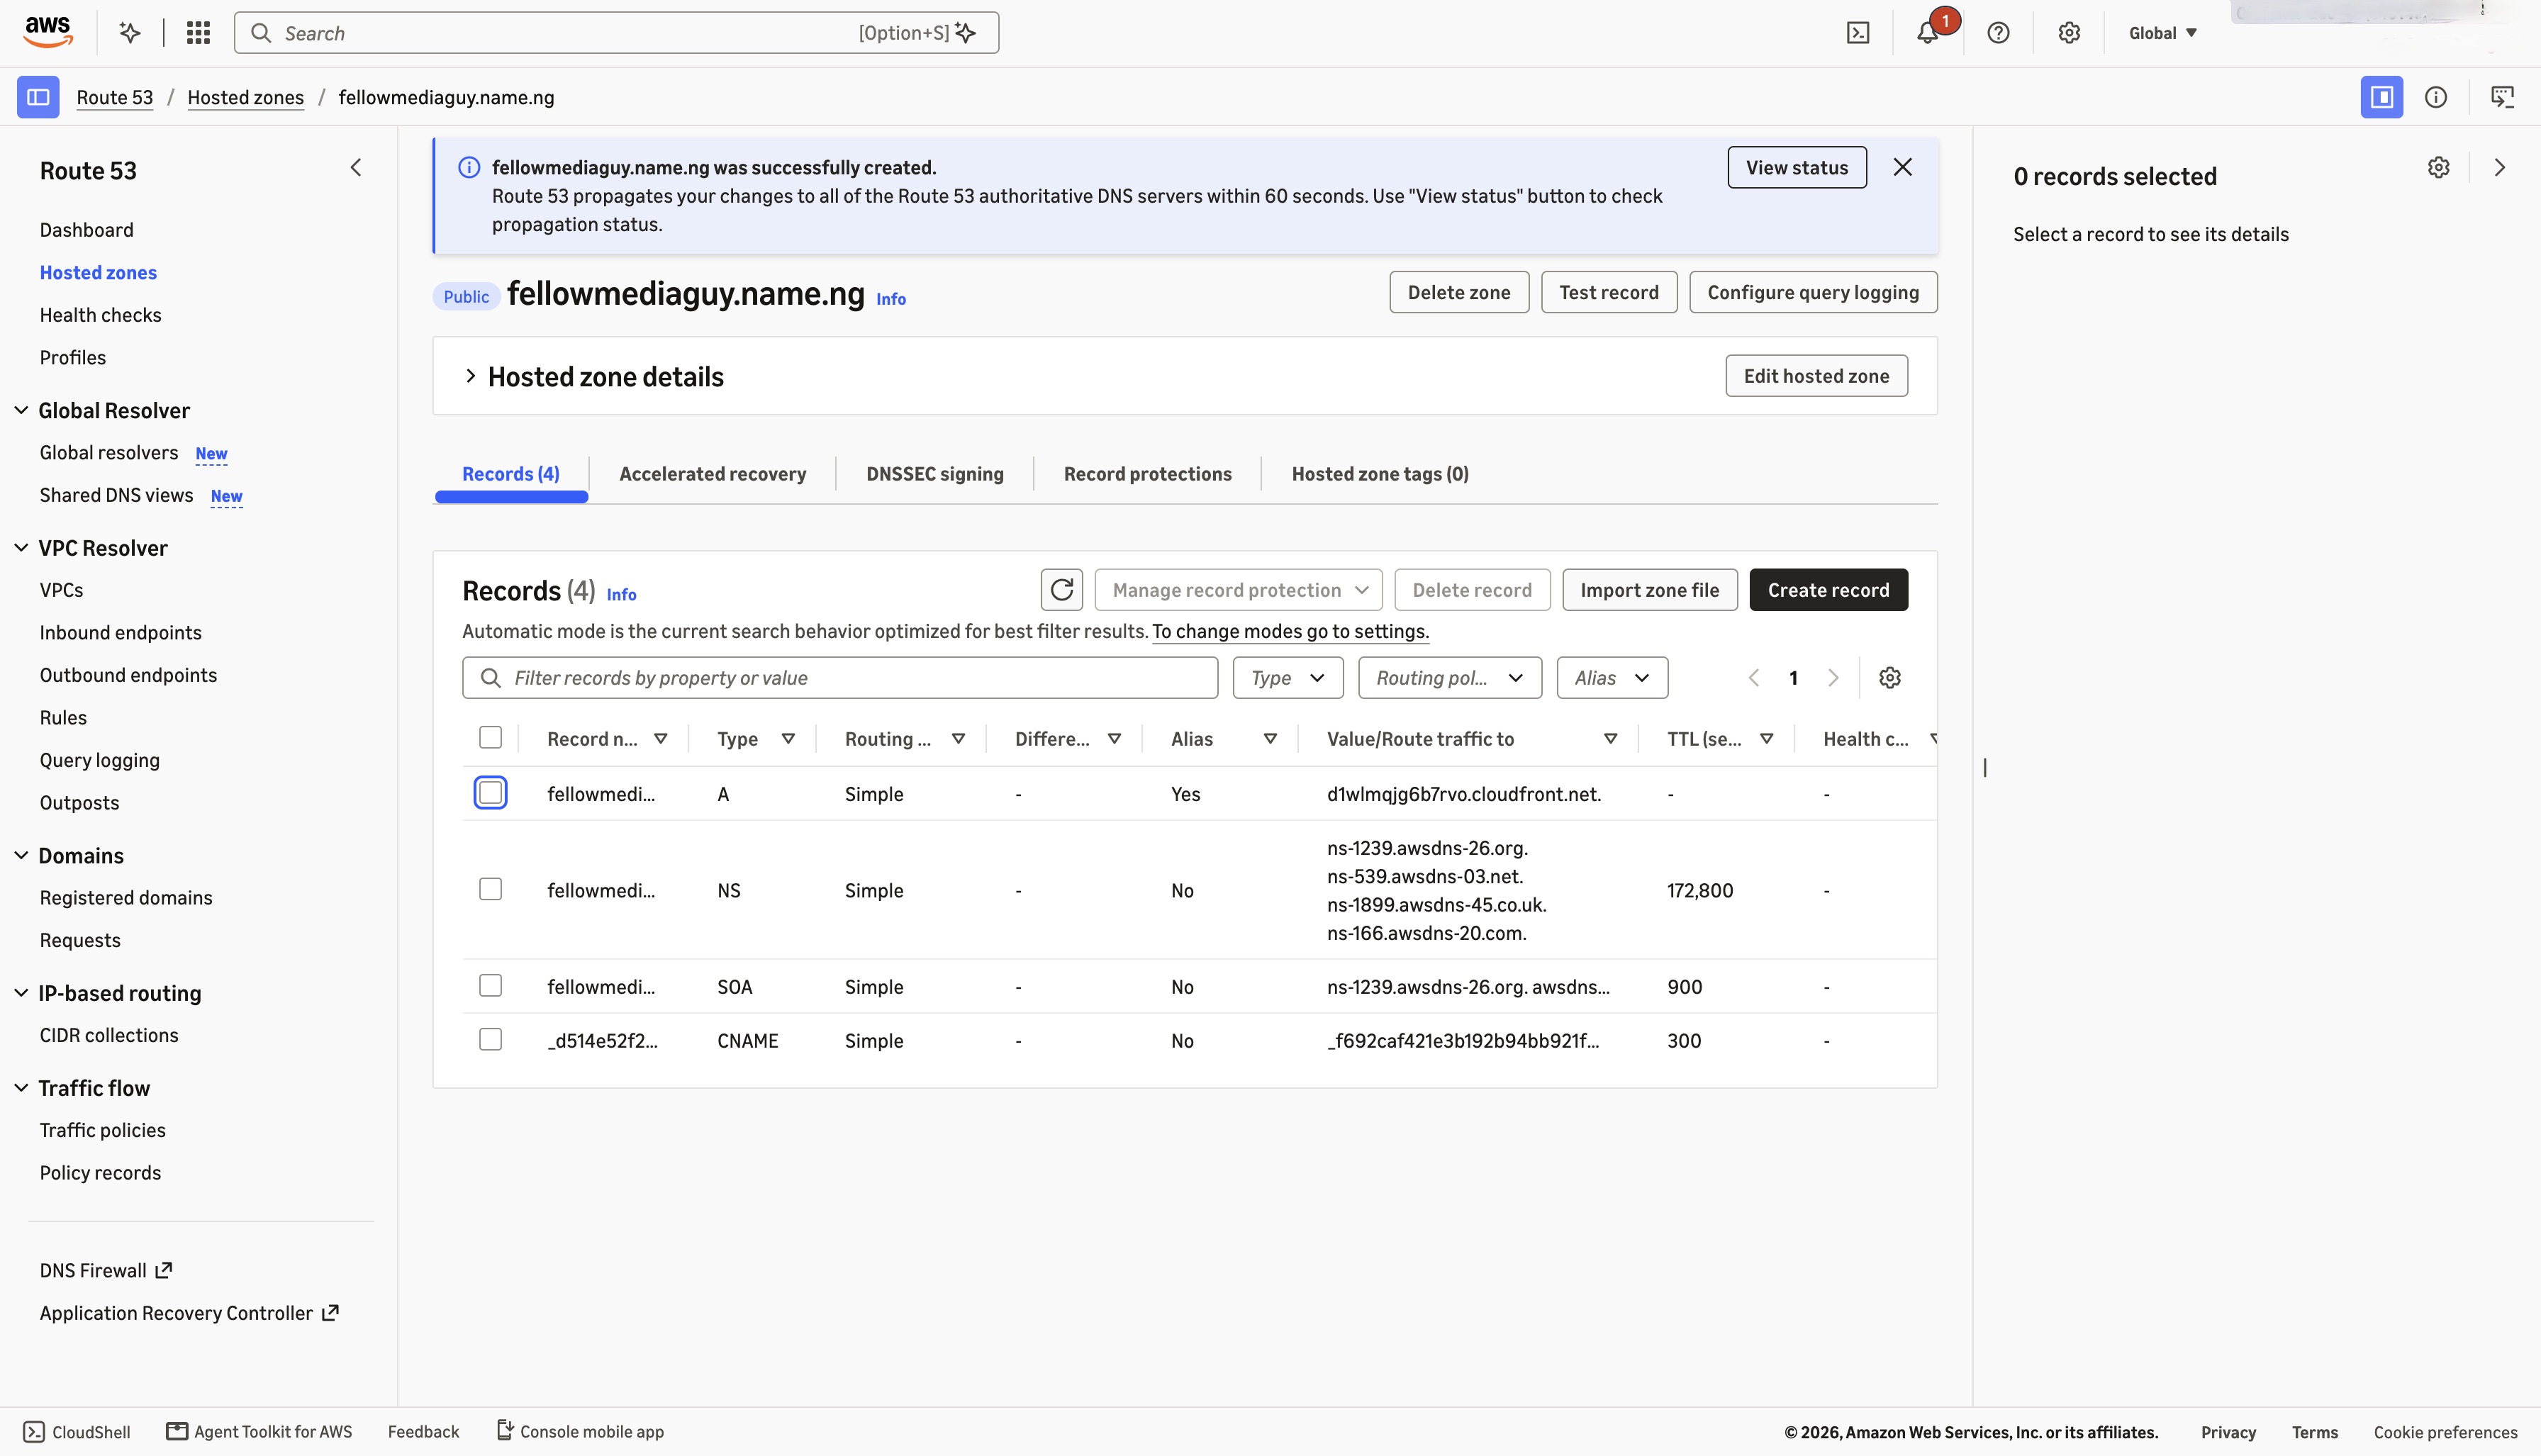 aws
Search [Option+S]
1
Global
Route 53 / Hosted zones / fellowmediaguy.name.ng
Route 53
Dashboard
Hosted zones
Health checks
Profiles
Global Resolver
Global resolvers New
Shared DNS views New
VPC Resolver
VPCs
Inbound endpoints
Outbound endpoints
Rules
Query logging
Outposts
Domains
Registered domains
Requests
IP-based routing
CIDR collections
Traffic flow
Traffic policies
Policy records
DNS Firewall
Application Recovery Controller
fellowmediaguy.name.ng was successfully created.
Route 53 propagates your changes to all of the Route 53 authoritative DNS servers within 60 seconds. Use "View status" button to check
propagation status.
View status
Public fellowmediaguy.name.ng Info
Delete zone Test record Configure query logging
Hosted zone details
Edit hosted zone
Records (4) Accelerated recovery DNSSEC signing Record protections Hosted zone tags (0)
Records (4) Info
Manage record protection Delete record Import zone file Create record
Automatic mode is the current search behavior optimized for best filter results. To change modes go to settings.
Filter records by property or value Type Routing pol... Alias 1
Record n... Type Routing ... Differe... Alias Value/Route traffic to TTL (se... Health c...
fellowmedi... A Simple - Yes d1wlmqjg6b7rvo.cloudfront.net. - -
ns-1239.awsdns-26.org.
ns-539.awsdns-03.net.
fellowmedi... NS Simple - No 172,800 -
ns-1899.awsdns-45.co.uk.
ns-166.awsdns-20.com.
fellowmedi... SOA Simple - No ns-1239.awsdns-26.org. awsdns... 900 -
_d514e52f2... CNAME Simple - No _f692caf421e3b192b94bb921f... 300 -
0 records selected
Select a record to see its details
CloudShell Agent Toolkit for AWS Feedback Console mobile app
© 2026, Amazon Web Services, Inc. or its affiliates. Privacy Terms Cookie preferences